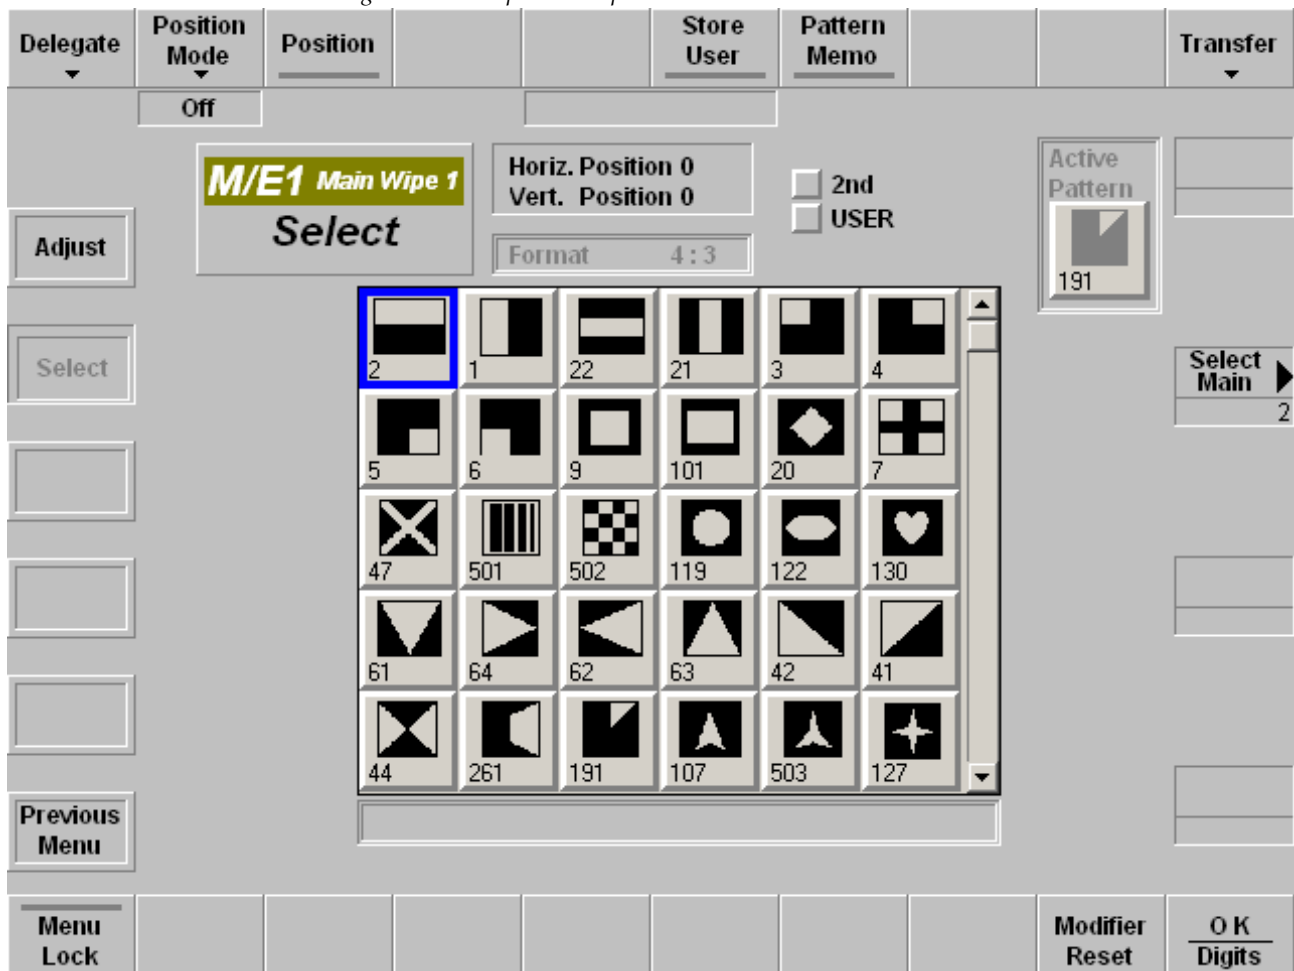 Delegate
Position
Mode
Position
Store
User
Pattern
Memo
Transfer
Off
M/E1 Main Wipe 1
Select
Horiz. Position 0
Vert. Position 0
Format 4 : 3
2nd
USER
Active
Pattern
191
Adjust
Select
Previous
Menu
2 1 22 21 3 4
5 6 9 101 20 7
47 501 502 119 122 130
61 64 62 63 42 41
44 261 191 107 503 127
Select
Main
2
Menu
Lock
Modifier
Reset
O K
Digits